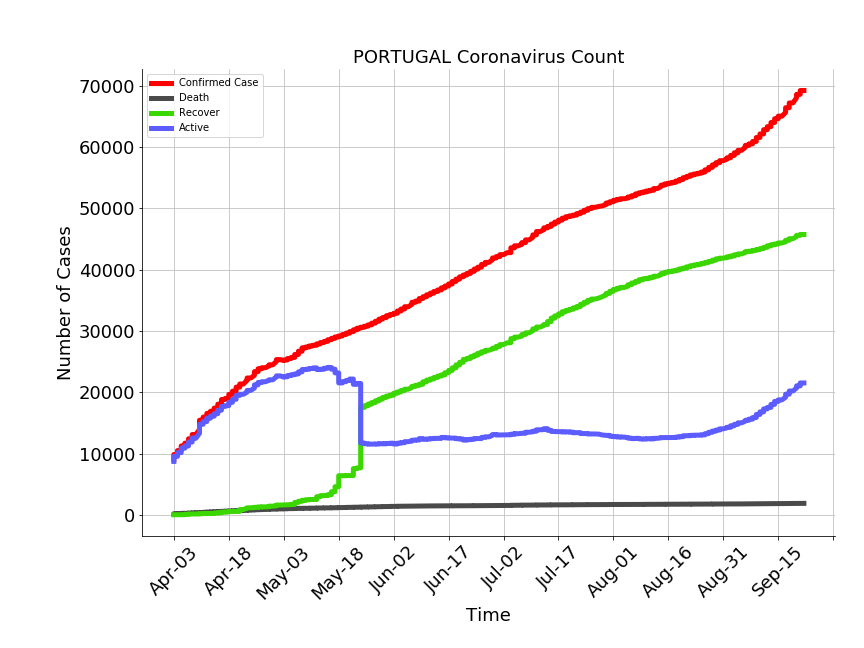 PORTUGAL Coronavirus Count
Confirmed Case
Death
Recover
Active
70000
60000
50000
40000
30000
20000
10000
0
Number of Cases
Apr-03
Apr-18
May-03
May-18
Jun-02
Jun-17
Jul-02
Jul-17
Aug-01
Aug-16
Aug-31
Sep-15
Time